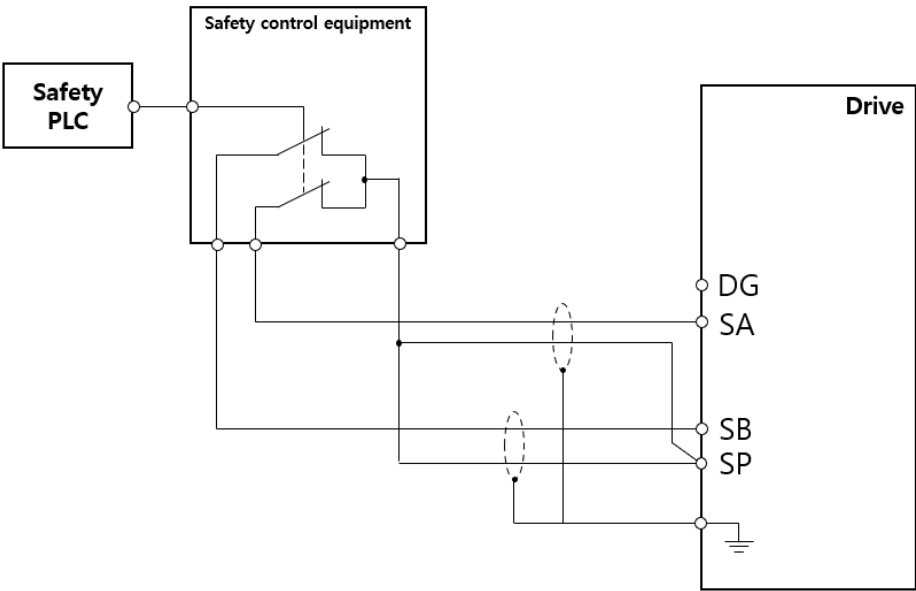 Safety control equipment
Safety
PLC
Drive
DG
SA
SB
SP